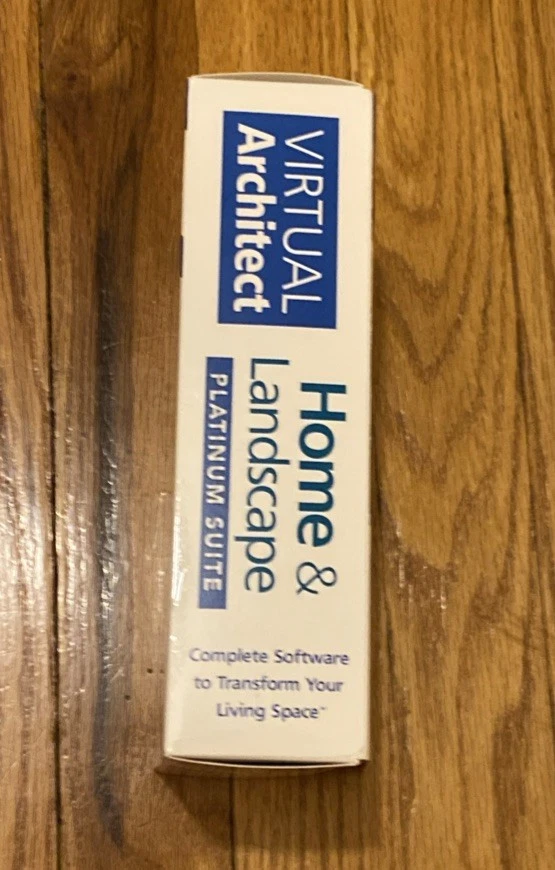 VIRTUAL
Architect
Home &
Landscape
PLATINUM SUITE
Complete Software
to Transform Your
Living Space™